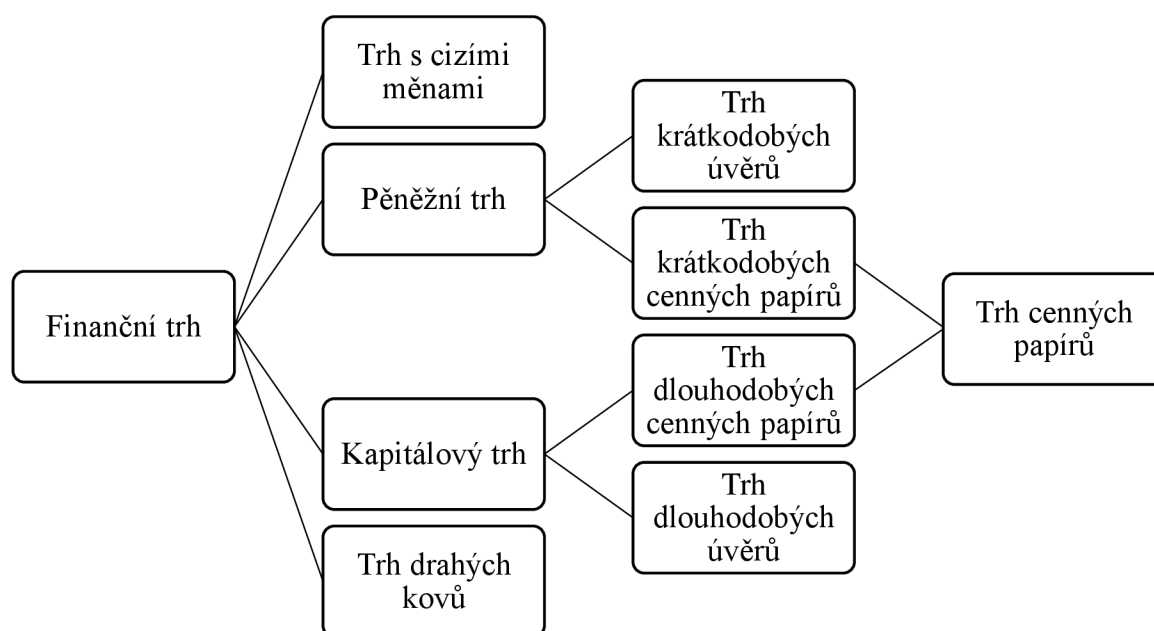 Trh s cizími
měnami
Pěněžní trh
Finanční trh
Kapitálový trh
Trh drahých
kovů
Trh
krátkodobých
úvěrů
Trh
krátkodobých
cenných papírů
Trh
dlouhodobých
cenných papírů
Trh
dlouhodobých
úvěrů
Trh cenných
papírů